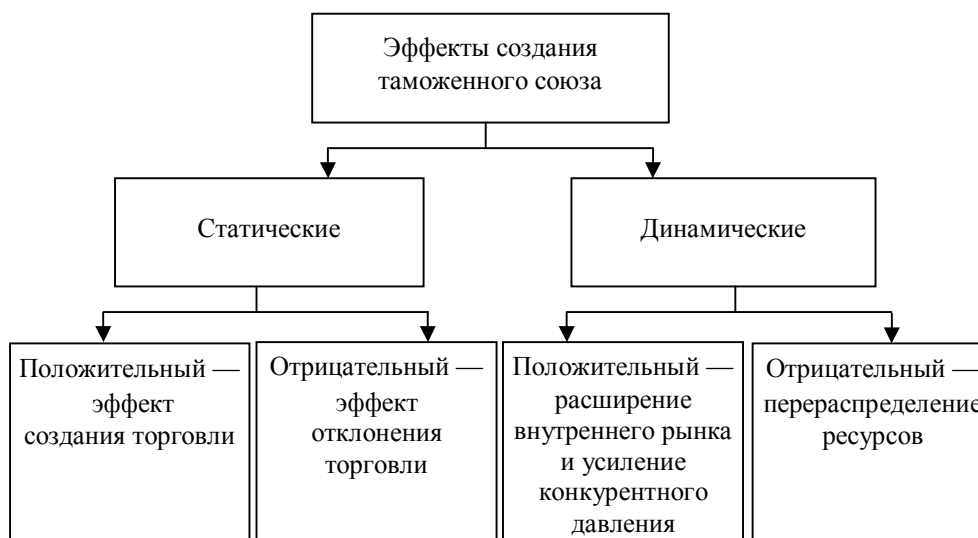 Эффекты создания
таможенного союза
Статические
Динамические
Положительный —
эффект
создания торговли
Отрицательный —
эффект
отклонения
торговли
Положительный —
расширение
внутреннего рынка
и усиление
конкурентного
давления
Отрицательный —
перераспределение
ресурсов